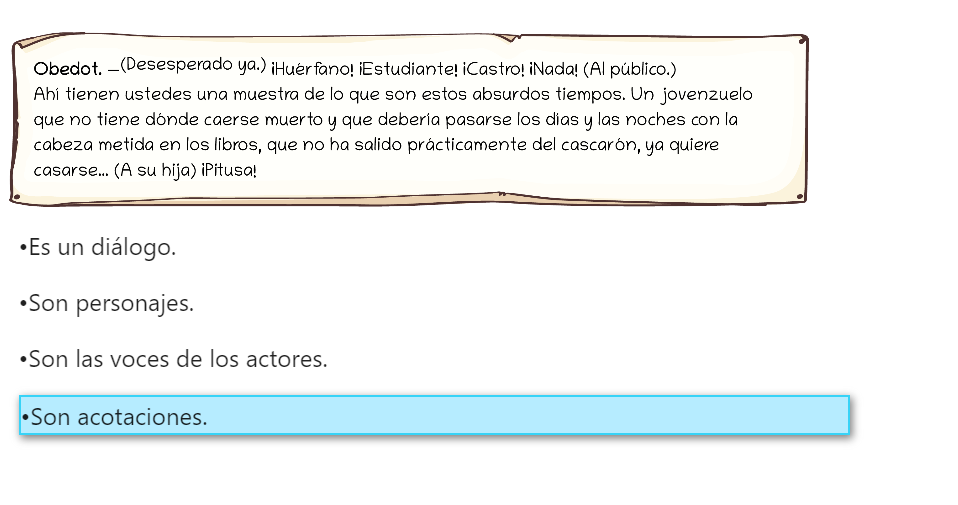 Obedot. –(Desesperado ya.) ¡Huérfano! ¡Estudiante! ¡Castro! ¡Nada! (Al público.)
Ahí tienen ustedes una muestra de lo que son estos absurdos tiempos. Un jovenzuelo
que no tiene dónde caerse muerto y que debería pasarse los días y las noches con la
cabeza metida en los libros, que no ha salido prácticamente del cascarón, ya quiere
casarse... (A su hija) ¡Pitusa!
•Es un diálogo.
•Son personajes.
•Son las voces de los actores.
•Son acotaciones.